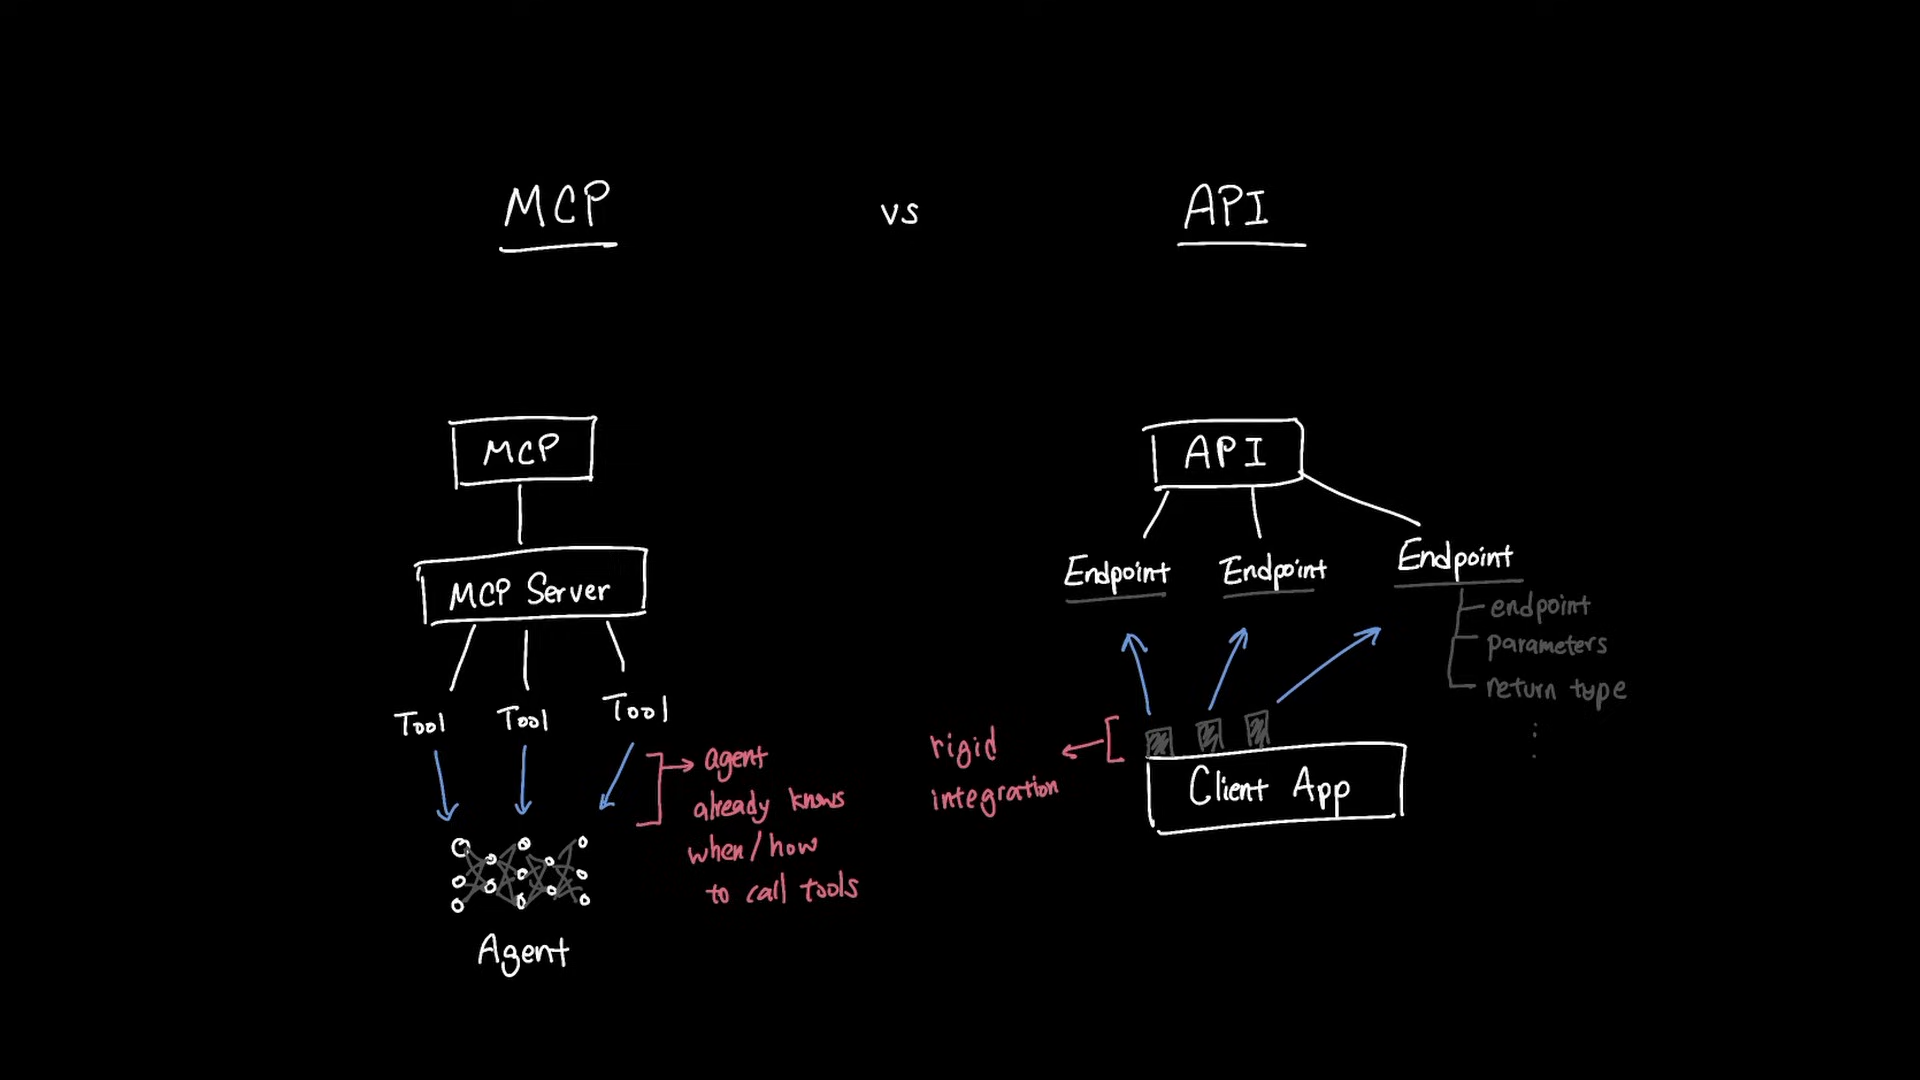 MCP
vs
API
MCP
MCP Server
Tool
Tool
Tool
agent
already knows
when/how
to call tools
Agent
API
Endpoint
Endpoint
Endpoint
endpoint
parameters
return type
rigid
integration
Client App